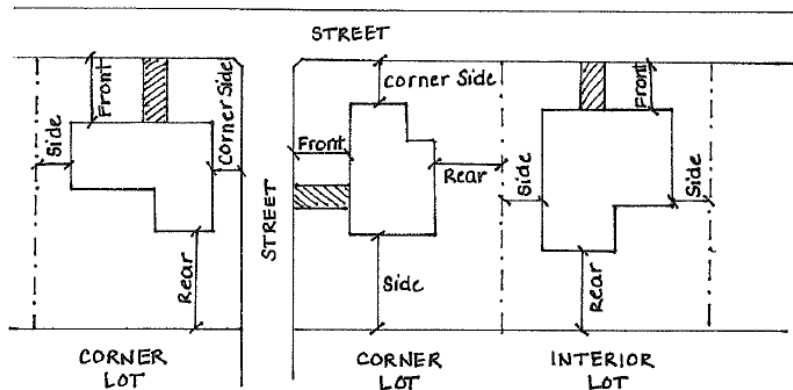 STREET
Front
Corner Side
Side
Rear
STREET
Corner Side
Front
Rear
Side
Front
Side
Side
Rear
CORNER
LOT
CORNER
LOT
INTERIOR
LOT